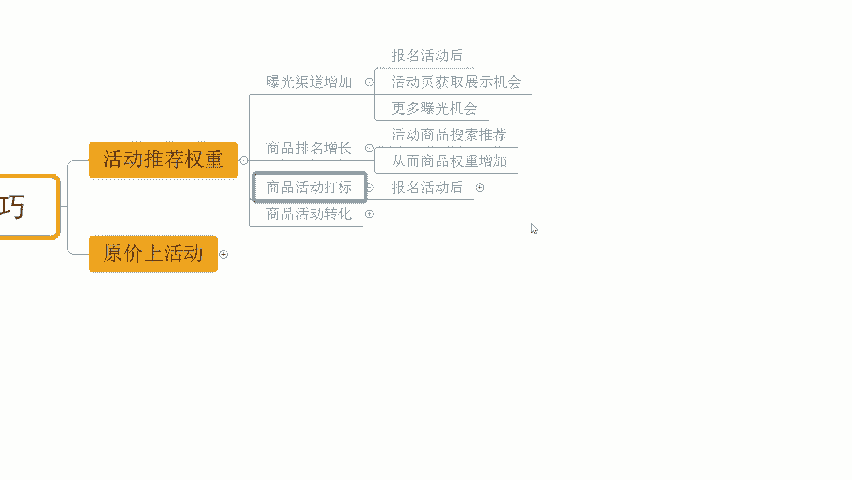 巧
活动推荐权重
曝光渠道增加
报名活动后
活动页获取展示机会
更多曝光机会
商品排名增长
活动商品搜索推荐
从而商品权重增加
商品活动打标
报名活动后
商品活动转化
原价上活动